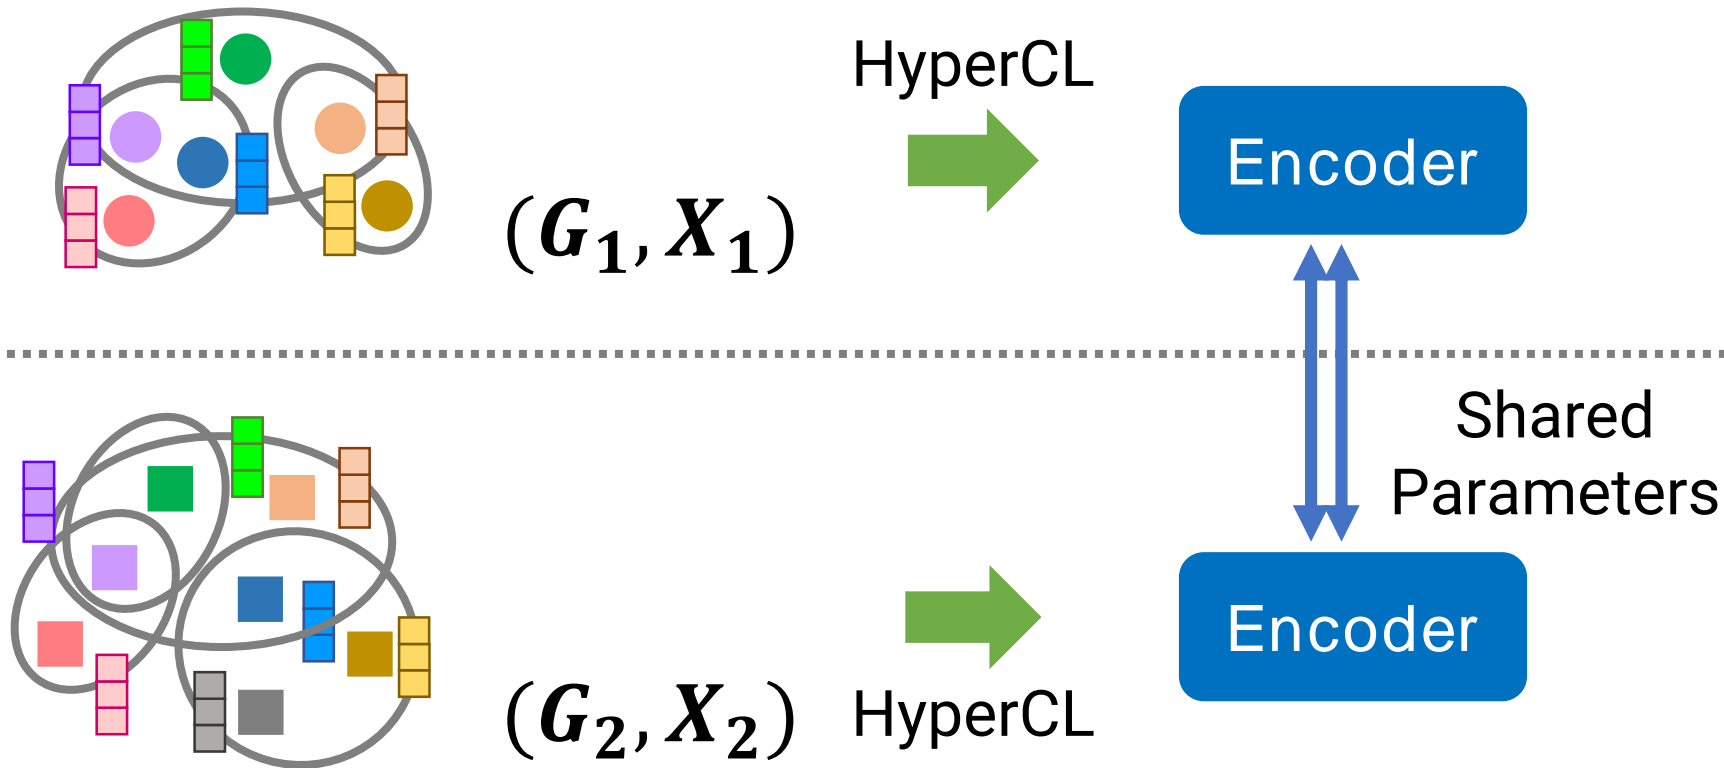 HyperCL
Encoder
(G1, X1)
Shared
Parameters
Encoder
(G2, X2)
HyperCL